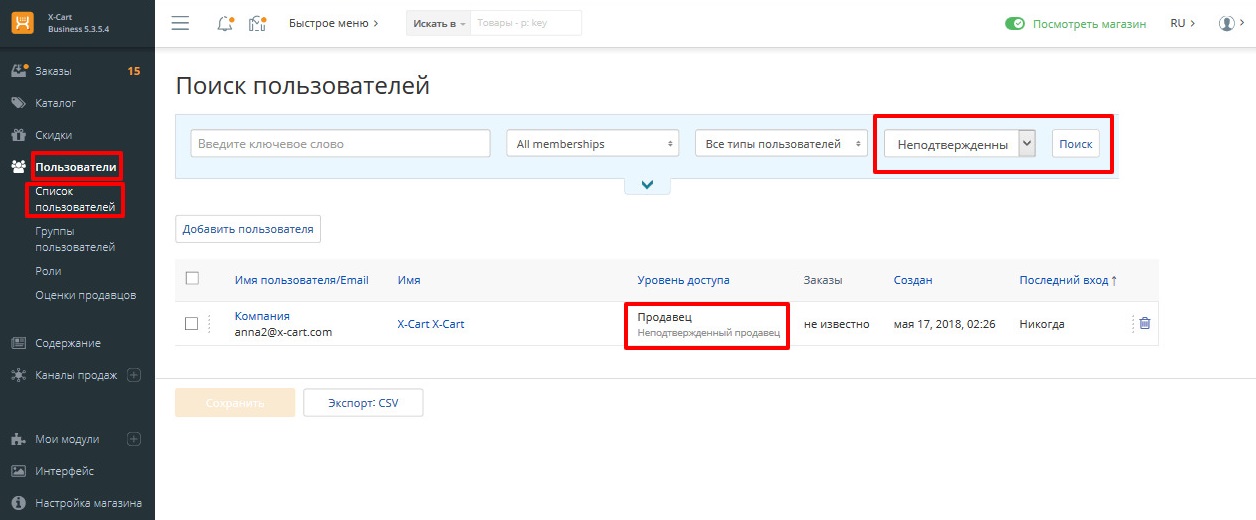 X-Cart
Business 5.3.5.4
Быстрое меню
Искать в
Товары - p: key
Посмотреть магазин
RU
Заказы 15
Каталог
Скидки
Пользователи
Список
пользователей
Группы
пользователей
Роли
Оценки продавцов
Содержание
Каналы продаж
Мои модули
Интерфейс
Настройка магазина
Поиск пользователей
Введите ключевое слово
All memberships
Все типы пользователей
Неподтвержденны
Поиск
Добавить пользователя
Имя пользователя/Email Имя Уровень доступа Заказы Создан Последний вход ↑
Компания
anna2@x-cart.com
X-Cart X-Cart
Продавец
Неподтвержденный продавец
не известно
мая 17, 2018, 02:26
Никогда
Сохранить
Экспорт: CSV